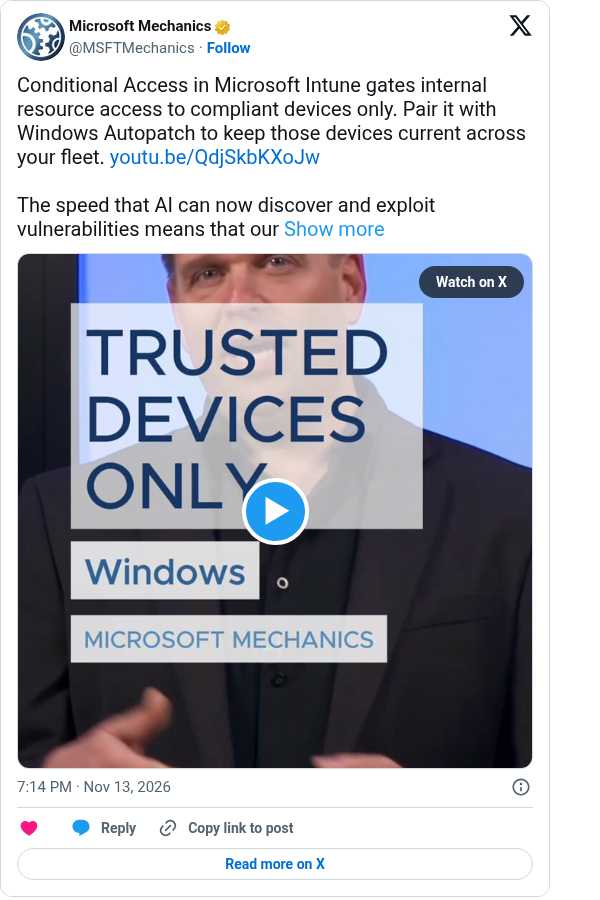 Microsoft Mechanics
@MSFTMechanics · Follow
Conditional Access in Microsoft Intune gates internal
resource access to compliant devices only. Pair it with
Windows Autopatch to keep those devices current across
your fleet. youtu.be/QdjSkbKXoJw
The speed that AI can now discover and exploit
vulnerabilities means that our Show more
Watch on X
TRUSTED
DEVICES
ONLY
Windows
MICROSOFT MECHANICS
7:14 PM · Nov 13, 2026
Reply
Copy link to post
Read more on X